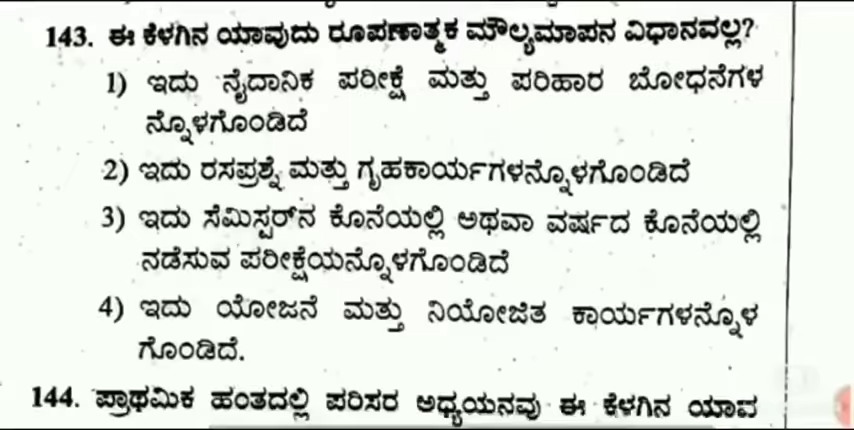 143. ಈ ಕೆಳಗಿನ ಯಾವುದು ರೂಪಣಾತ್ಮಕ ಮೌಲ್ಯಮಾಪನ ವಿಧಾನವಲ್ಲ?
1) ಇದು ನೈದಾನಿಕ ಪರೀಕ್ಷೆ ಮತ್ತು ಪರಿಹಾರ ಬೋಧನೆಗಳ
ನ್ನೊಳಗೊಂಡಿದೆ
2) ಇದು ರಸಪ್ರಶ್ನೆ ಮತ್ತು ಗೃಹಕಾರ್ಯಗಳನ್ನೊಳಗೊಂಡಿದೆ
3) ಇದು ಸೆಮಿಸ್ಟರ್‌ನ ಕೊನೆಯಲ್ಲಿ ಅಥವಾ ವರ್ಷದ ಕೊನೆಯಲ್ಲಿ
ನಡೆಸುವ ಪರೀಕ್ಷೆಯನ್ನೊಳಗೊಂಡಿದೆ
4) ಇದು ಯೋಜನೆ ಮತ್ತು ನಿಯೋಜಿತ ಕಾರ್ಯಗಳನ್ನೊಳ
ಗೊಂಡಿದೆ.
144. ಪ್ರಾಥಮಿಕ ಹಂತದಲ್ಲಿ ಪರಿಸರ ಅಧ್ಯಯನವು ಈ ಕೆಳಗಿನ ಯಾವ